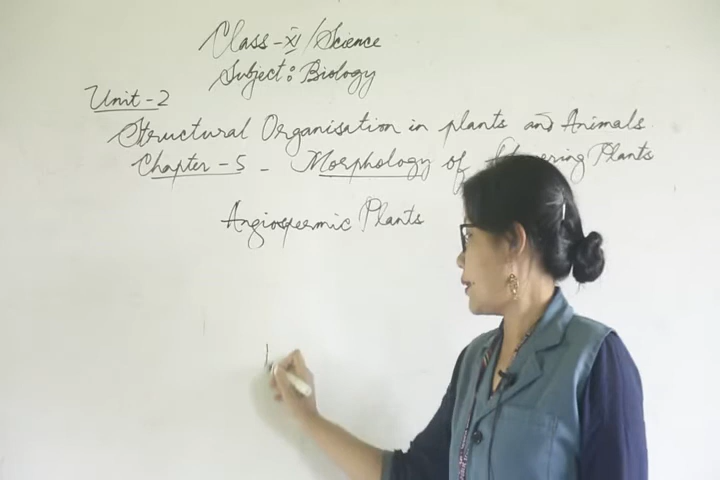 Class-XI/Science
Subject: Biology
Unit-2
Structural Organisation in plants and Animals.
Chapter-5 - Morphology of Flowering Plants
Angiospermic Plants